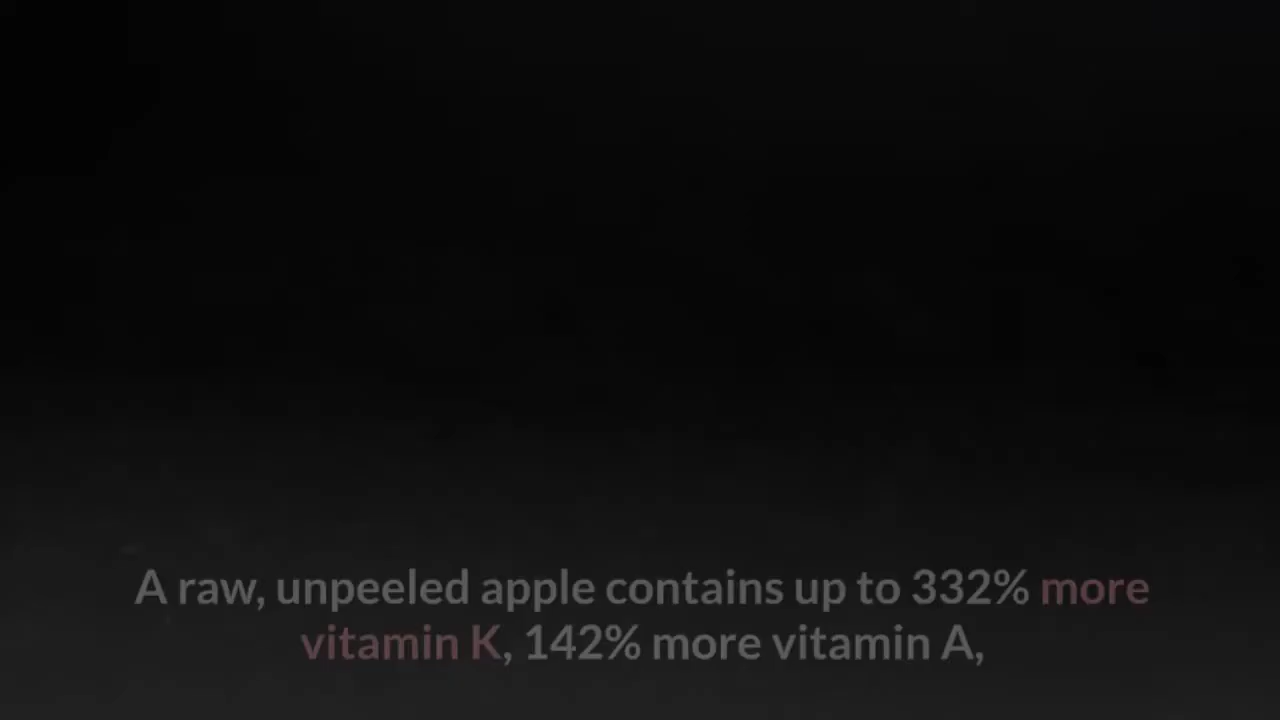 A raw, unpeeled apple contains up to 332% more
vitamin K, 142% more vitamin A,